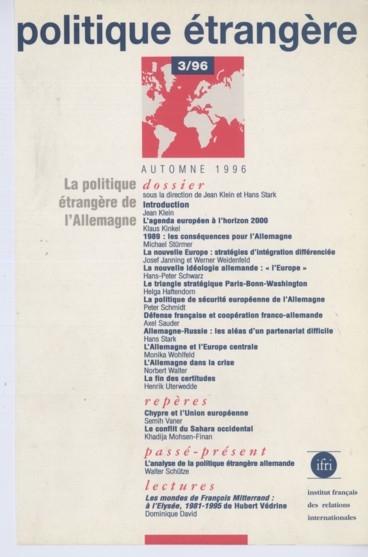 politique étrangère
3/96
AUTOMNE 1996
La politique
étrangère de
l'Allemagne
dossier
sous la direction de Jean Klein et Hans Stark
Introduction
Jean Klein
L'agenda européen à l'horizon 2000
Klaus Kinkel
1989 : les conséquences pour l'Allemagne
Michael Stürmer
La nouvelle Europe : stratégies d'intégration différenciée
Josef Janning et Werner Weidenfeld
La nouvelle idéologie allemande : « l'Europe »
Hans-Peter Schwarz
Le triangle stratégique Paris-Bonn-Washington
Helga Haftendorn
La politique de sécurité européenne de l'Allemagne
Peter Schmidt
Défense française et coopération franco-allemande
Axel Sauder
Allemagne-Russie : les aléas d'un partenariat difficile
Hans Stark
L'Allemagne et l'Europe centrale
Monika Wohlfeld
L'Allemagne dans la crise
Norbert Walter
La fin des certitudes
Henrik Uterwedde
repères
Chypre et l'Union européenne
Semih Vaner
Le conflit du Sahara occidental
Khadija Mohsen-Finan
passé-présent
L'analyse de la politique étrangère allemande
Walter Schütze
lectures
Les mondes de François Mitterrand :
à l'Elysée, 1981-1995 de Hubert Védrine
Dominique David
ifri
institut français
des relations
internationales